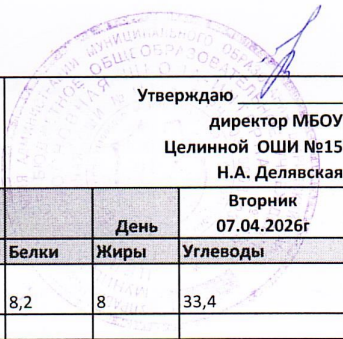 Утверждаю
директор МБОУ
Целинной ОШИ №15
Н.А. Делявская
День Вторник 07.04.2026г
Белки Жиры Углеводы
8,2 8 33,4